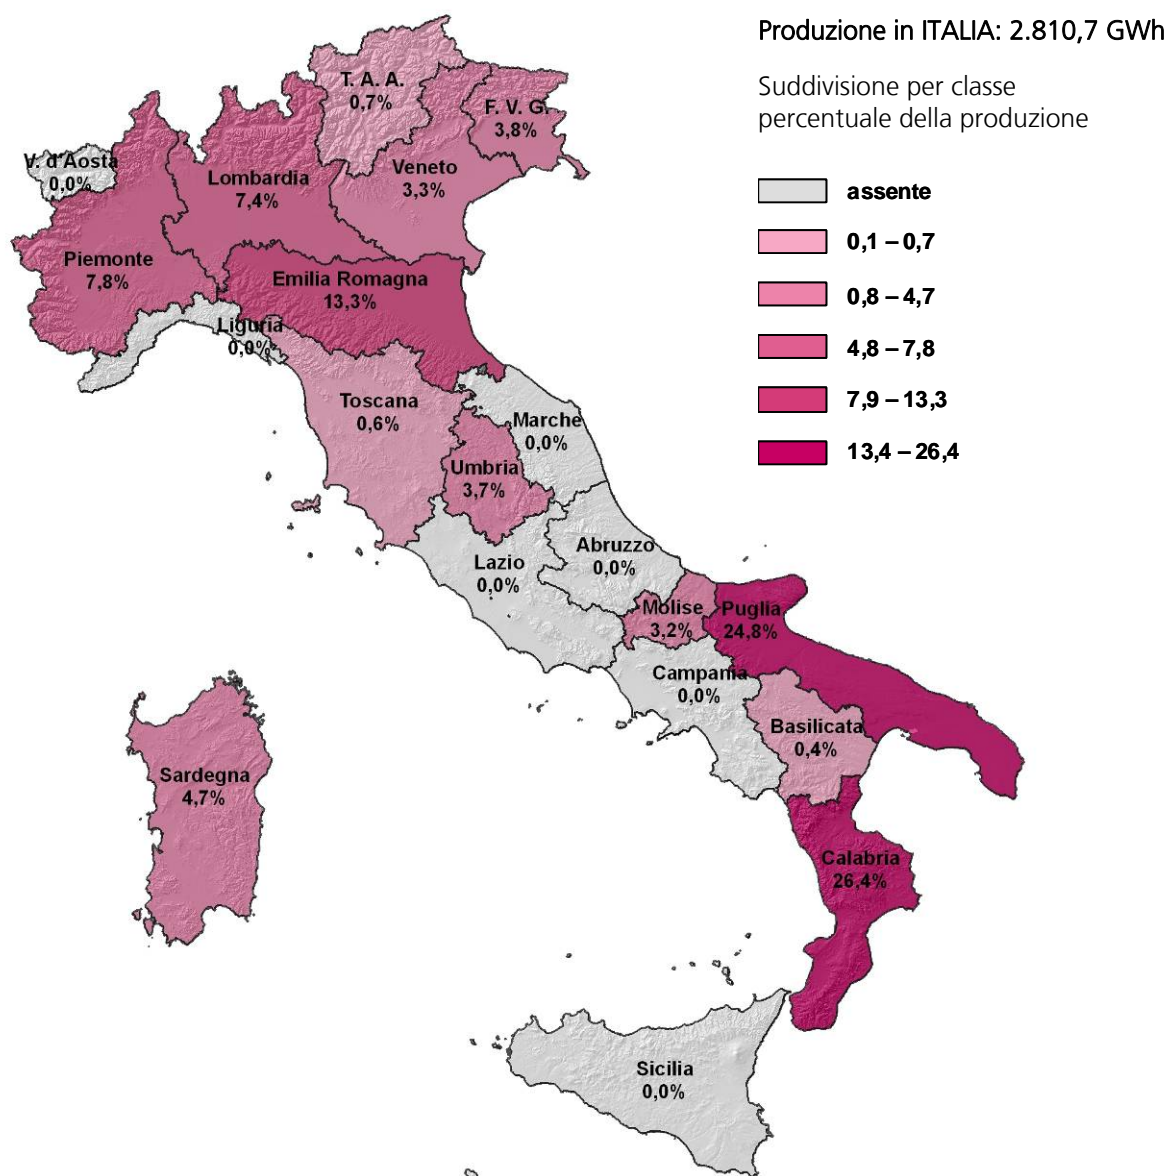 Produzione in ITALIA: 2.810,7 GWh
Suddivisione per classe
percentuale della produzione
assente
0,1 – 0,7
0,8 – 4,7
4,8 – 7,8
7,9 – 13,3
13,4 – 26,4
T. A. A.
0,7%
F. V. G.
3,8%
V. d'Aosta
0,0%
Lombardia
7,4%
Veneto
3,3%
Piemonte
7,8%
Emilia Romagna
13,3%
Liguria
0,0%
Toscana
0,6%
Marche
0,0%
Umbria
3,7%
Lazio
0,0%
Abruzzo
0,0%
Molise
3,2%
Puglia
24,8%
Campania
0,0%
Basilicata
0,4%
Sardegna
4,7%
Calabria
26,4%
Sicilia
0,0%